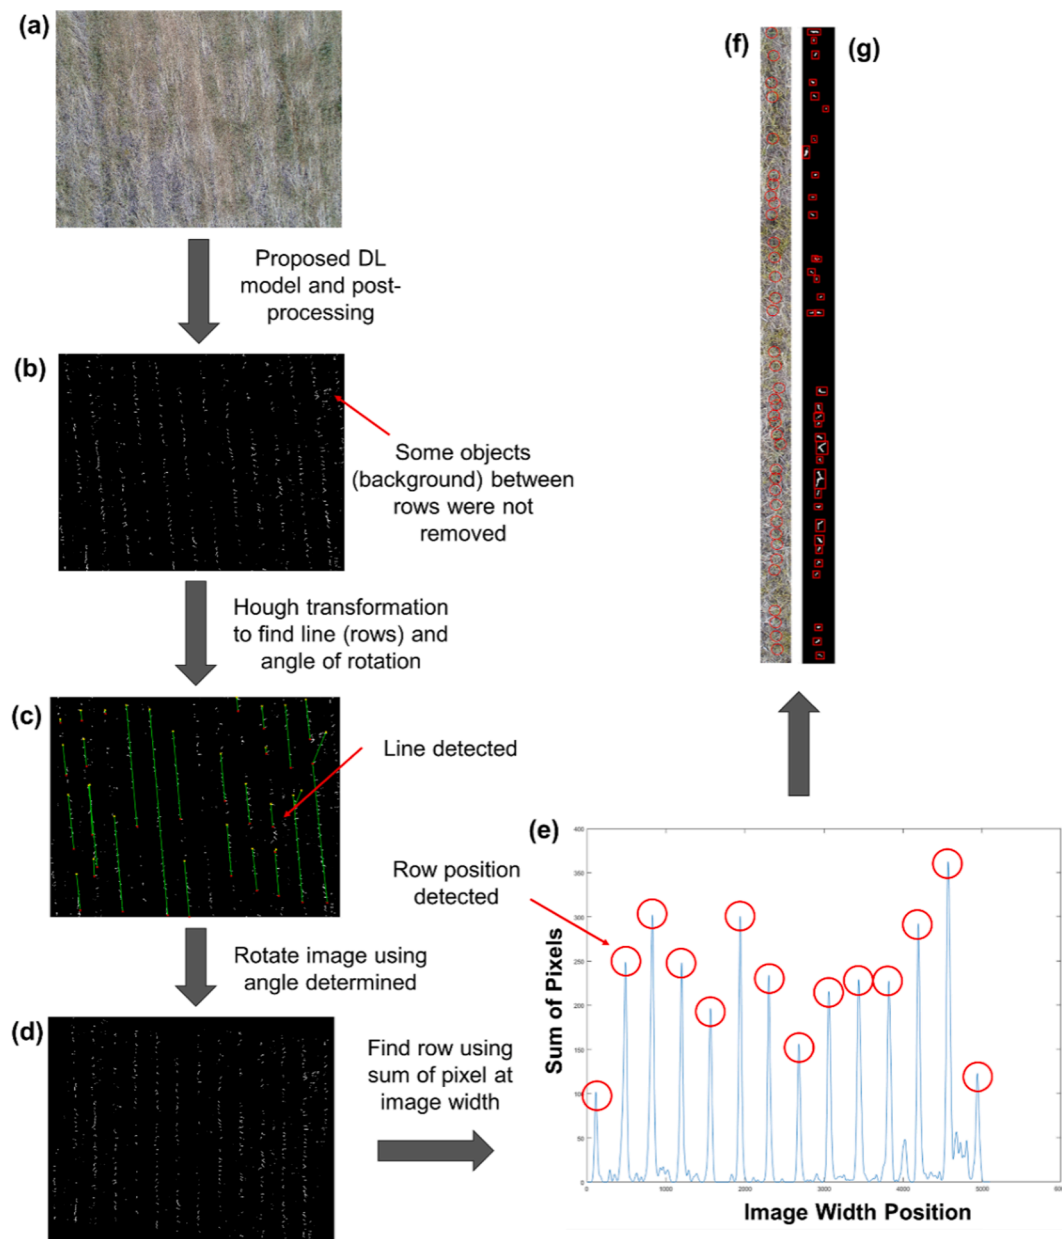 (a)
Proposed DL
model and post-
processing
(b)
Some objects
(background) between
rows were not
removed
Hough transformation
to find line (rows) and
angle of rotation
(c)
Line detected
Rotate image using
angle determined
(d)
Find row using
sum of pixel at
image width
(e)
Row position
detected
Sum of Pixels
400
350
300
250
200
150
100
50
0
0 1000 2000 3000 4000 5000 600
Image Width Position
(f)
(g)